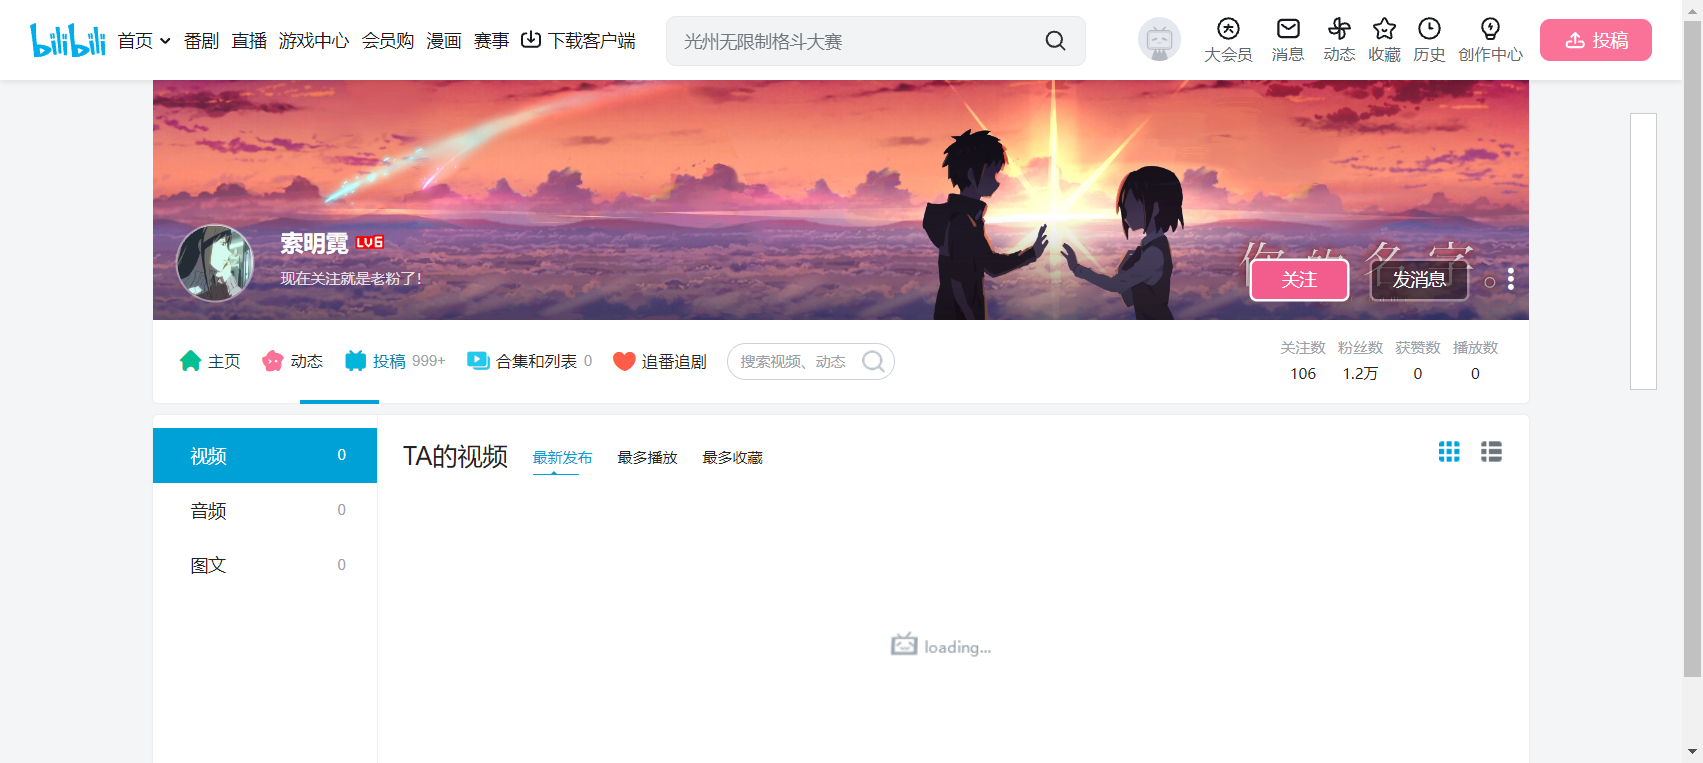 bilibili 首页 番剧 直播 游戏中心 会员购 漫画 赛事 下载客户端 光州无限制格斗大赛 大会员 消息 动态 收藏 历史 创作中心 投稿
你的名字
索明霓 LV6
现在关注就是老粉了!
关注 发消息
主页 动态 投稿 999+ 合集和列表 0 追番追剧 搜索视频、动态
关注数 粉丝数 获赞数 播放数
106 1.2万 0 0
视频 0
音频 0
图文 0
TA的视频 最新发布 最多播放 最多收藏
loading...